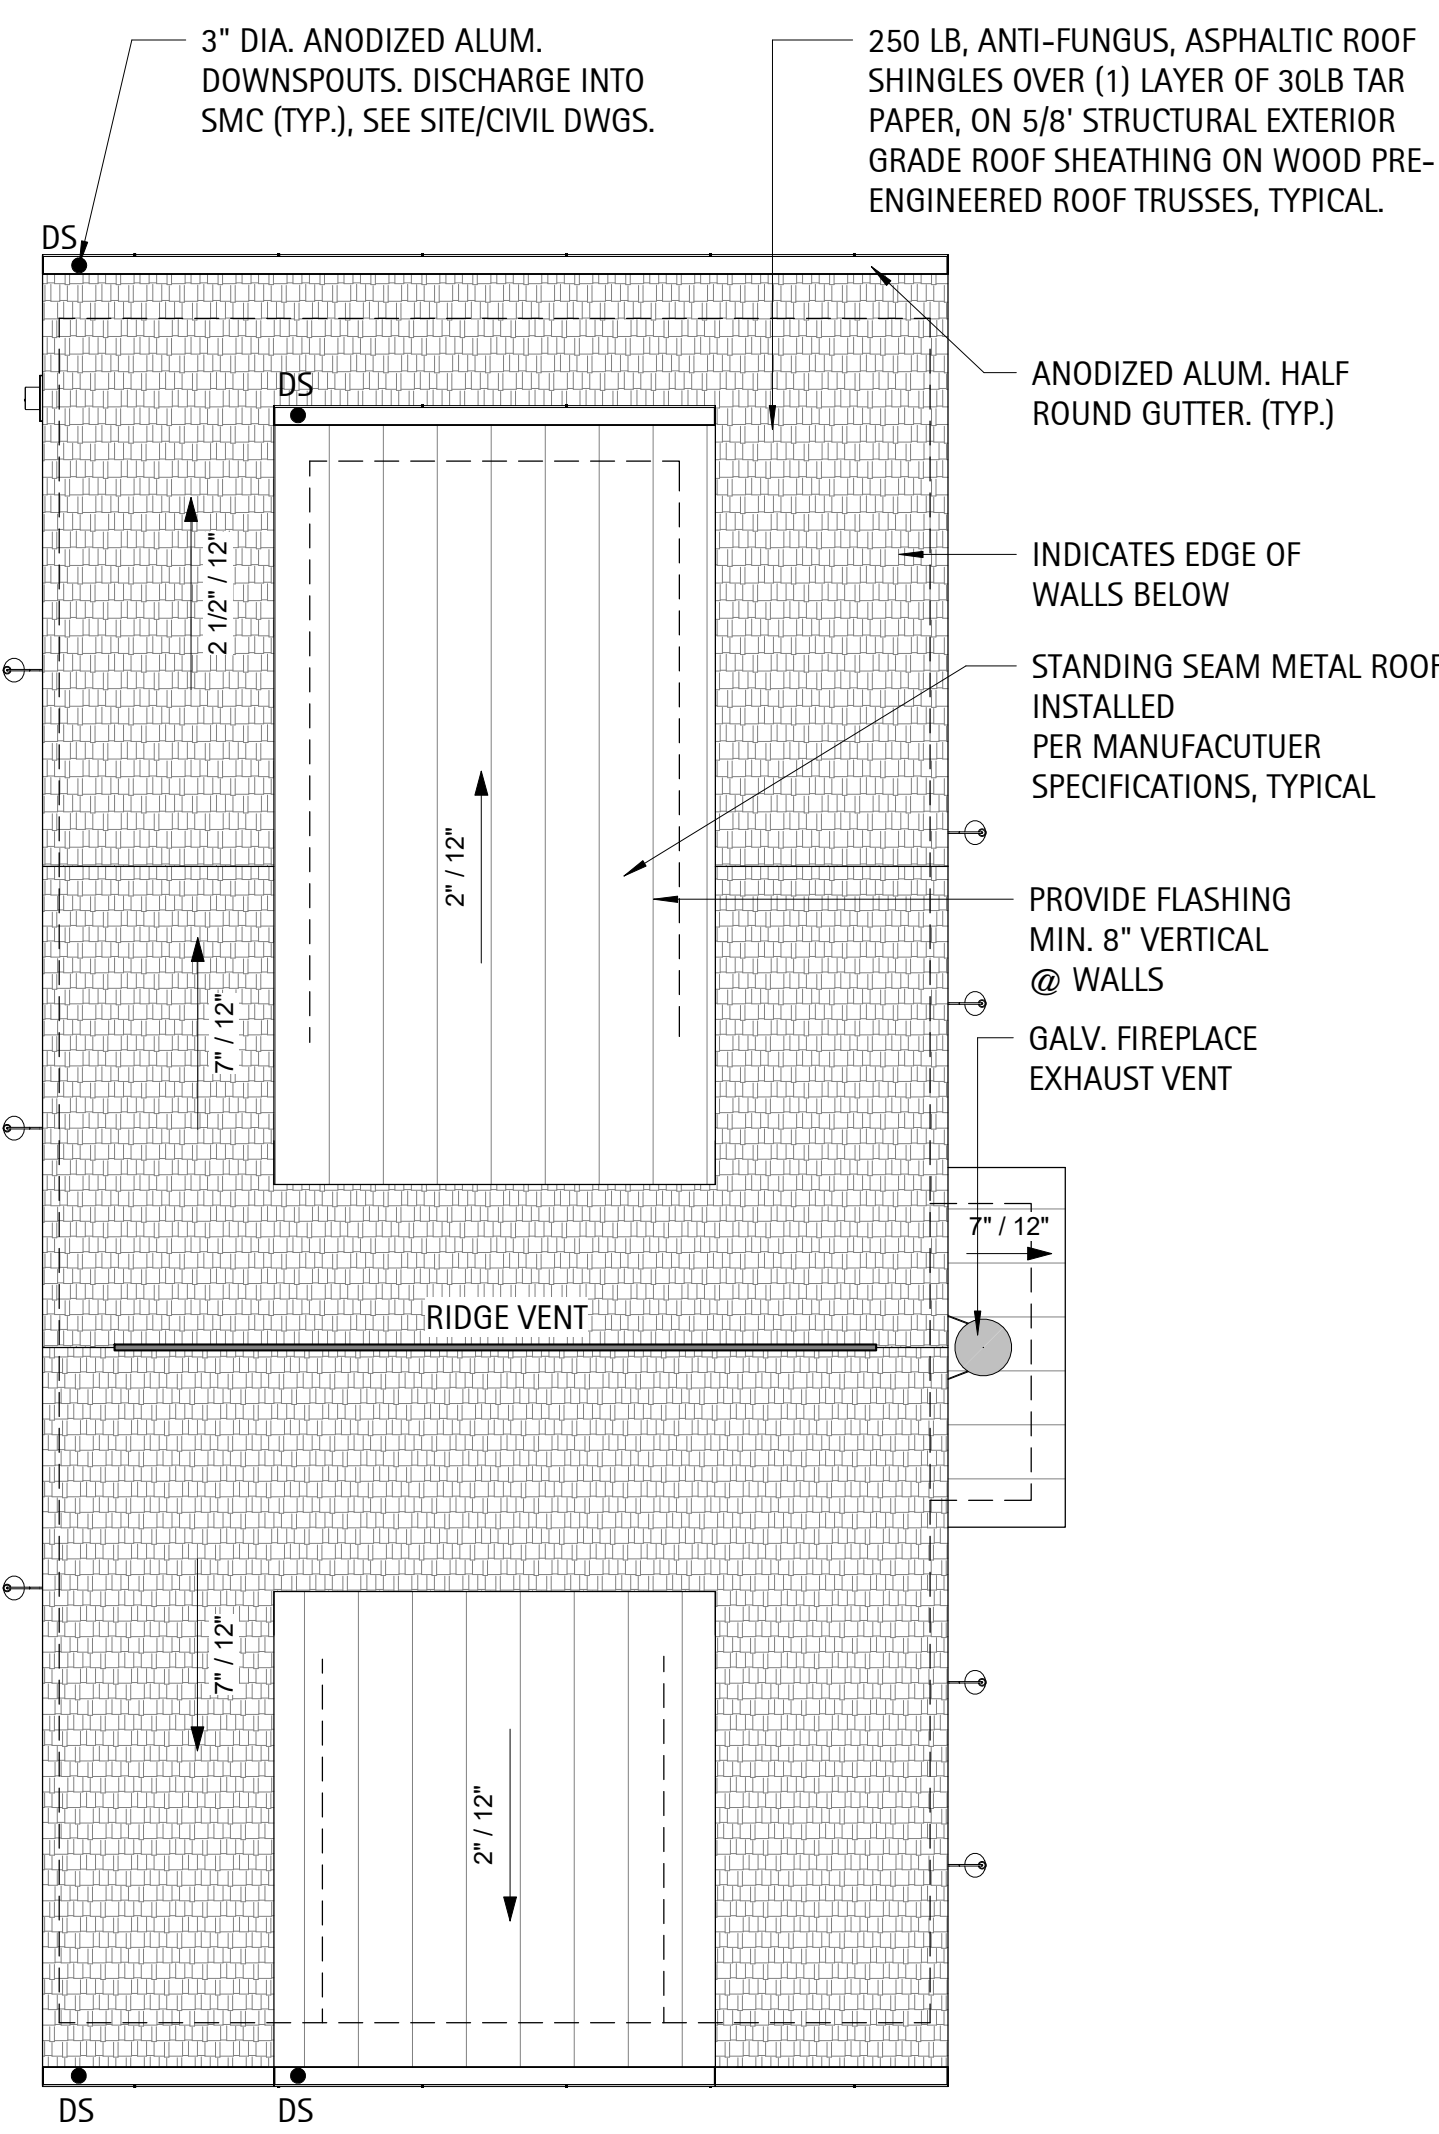 3" DIA. ANODIZED ALUM.
DOWNSPOUTS. DISCHARGE INTO
SMC (TYP.), SEE SITE/CIVIL DWGS.
250 LB, ANTI-FUNGUS, ASPHALTIC ROOF
SHINGLES OVER (1) LAYER OF 30LB TAR
PAPER, ON 5/8' STRUCTURAL EXTERIOR
GRADE ROOF SHEATHING ON WOOD PRE-
ENGINEERED ROOF TRUSSES, TYPICAL.
DS
DS
ANODIZED ALUM. HALF
ROUND GUTTER. (TYP.)
2 1/2" / 12"
INDICATES EDGE OF
WALLS BELOW
STANDING SEAM METAL ROOF
INSTALLED
PER MANUFACUTUER
SPECIFICATIONS, TYPICAL
2" / 12"
PROVIDE FLASHING
MIN. 8" VERTICAL
@ WALLS
7" / 12"
GALV. FIREPLACE
EXHAUST VENT
7" / 12"
RIDGE VENT
7" / 12"
2" / 12"
DS
DS